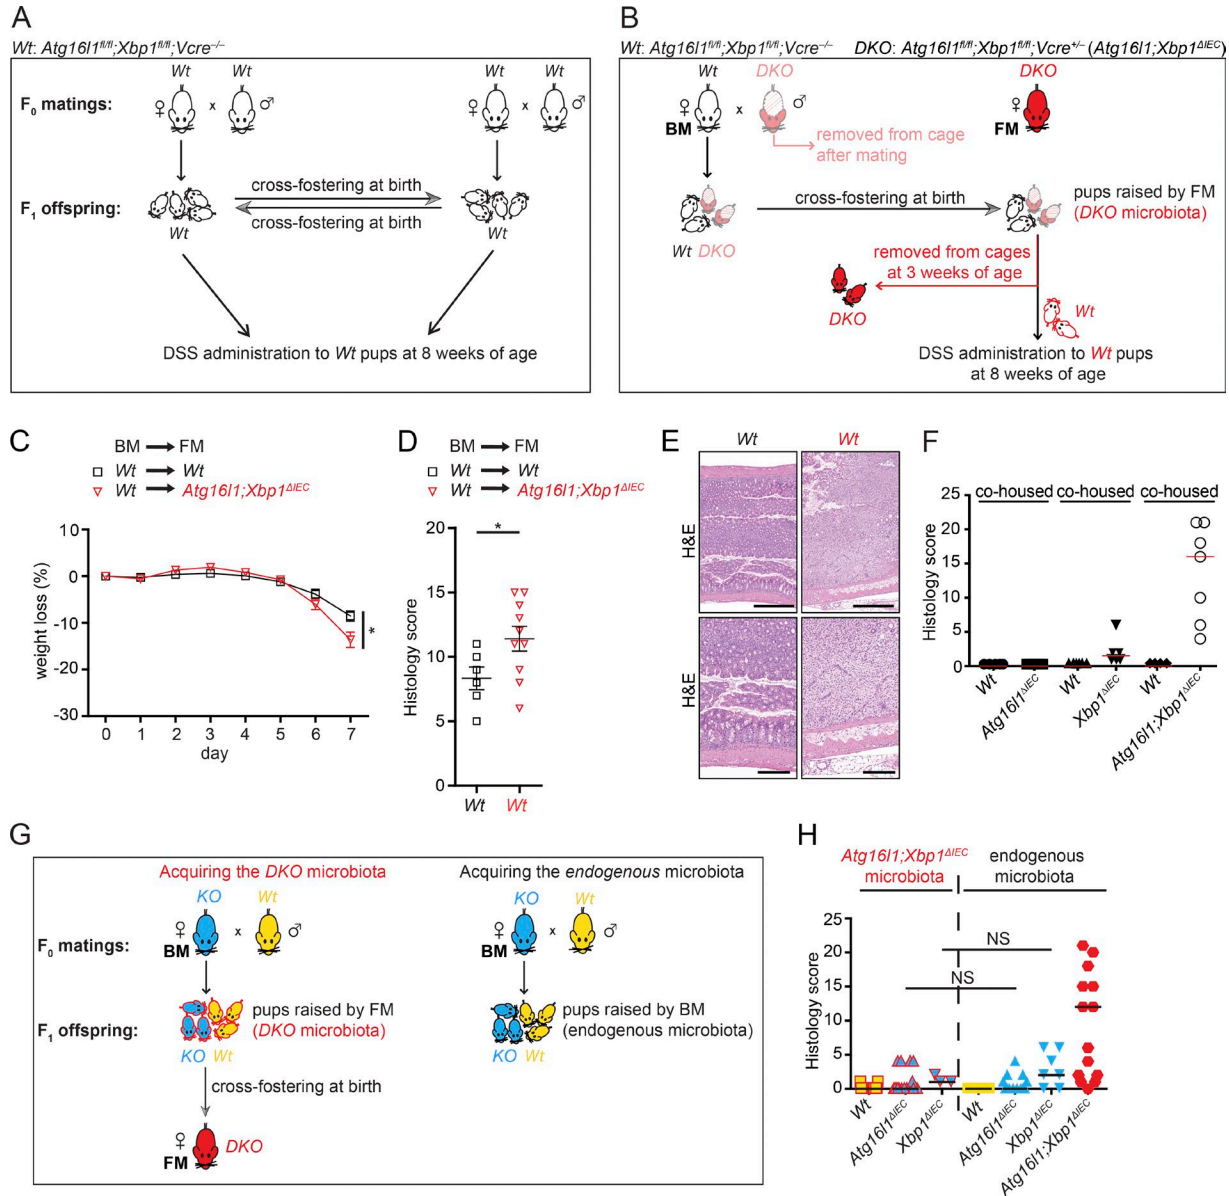 A
Wt: Atg16l1fl/fl;Xbp1fl/fl;Vcre–/–
Wt Wt
Wt Wt
F0 matings:
♀ x ♂
♀ x ♂
cross-fostering at birth
F1 offspring:
cross-fostering at birth
Wt
Wt
DSS administration to Wt pups at 8 weeks of age
B
Wt: Atg16l1fl/fl;Xbp1fl/fl;Vcre–/–
DKO: Atg16l1fl/fl;Xbp1fl/fl;Vcre+/– (Atg16l1;Xbp1ΔIEC)
Wt
DKO
DKO
♀ x ♂
♀
BM
FM
removed from cage
after mating
cross-fostering at birth
pups raised by FM
(DKO microbiota)
Wt DKO
removed from cages
at 3 weeks of age
DKO
Wt
DSS administration to Wt pups
at 8 weeks of age
C
BM FM
Wt Wt
Wt Atg16l1;Xbp1ΔIEC
weight loss (%)
10
0
-10
-20
-30
*
0 1 2 3 4 5 6 7
day
D
BM FM
Wt Wt
Wt Atg16l1;Xbp1ΔIEC
Histology score
20
15
10
5
0
*
Wt Wt
E
Wt Wt
H&E
H&E
F
co-housed co-housed co-housed
Histology score
25
20
15
10
5
0
Wt
Atg16l1ΔIEC
Wt
Xbp1ΔIEC
Wt
Atg16l1;Xbp1ΔIEC
G
Acquiring the DKO microbiota
Acquiring the endogenous microbiota
KO Wt
KO Wt
F0 matings:
♀ x ♂
♀ x ♂
BM
BM
F1 offspring:
pups raised by FM
(DKO microbiota)
pups raised by BM
(endogenous microbiota)
KO Wt
KO Wt
cross-fostering at birth
♀
FM
DKO
H
Atg16l1;Xbp1ΔIEC
microbiota
endogenous
microbiota
Histology score
25
20
15
10
5
0
NS
NS
Wt
Atg16l1ΔIEC
Xbp1ΔIEC
Wt
Atg16l1ΔIEC
Xbp1ΔIEC
Atg16l1;Xbp1ΔIEC